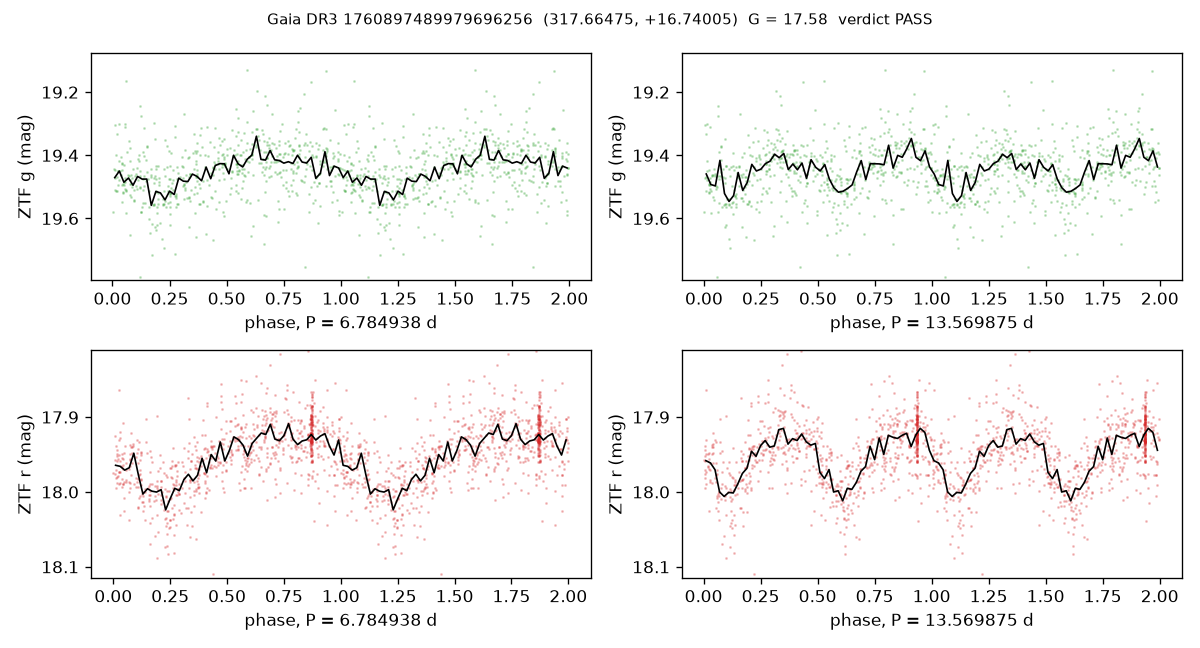 Gaia DR3 1760897489979696256  (317.66475, +16.74005)  G = 17.58  verdict PASS
ZTF g (mag)
19.2
19.4
19.6
0.00 0.25 0.50 0.75 1.00 1.25 1.50 1.75 2.00
phase, P = 6.784938 d
ZTF g (mag)
19.2
19.4
19.6
0.00 0.25 0.50 0.75 1.00 1.25 1.50 1.75 2.00
phase, P = 13.569875 d
ZTF r (mag)
17.9
18.0
18.1
0.00 0.25 0.50 0.75 1.00 1.25 1.50 1.75 2.00
phase, P = 6.784938 d
ZTF r (mag)
17.9
18.0
18.1
0.00 0.25 0.50 0.75 1.00 1.25 1.50 1.75 2.00
phase, P = 13.569875 d